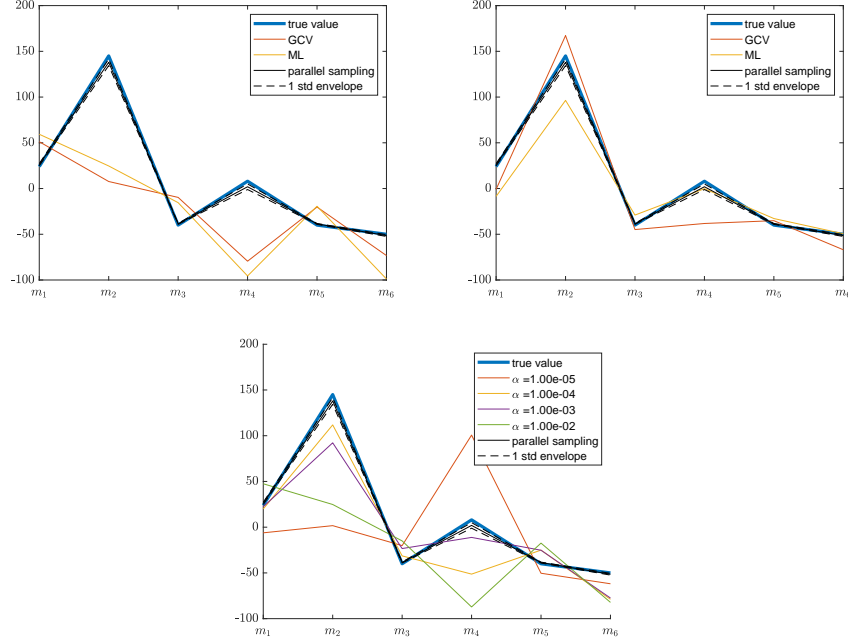 200
150
100
50
0
-50
-100
m1 m2 m3 m4 m5 m6
true value
GCV
ML
parallel sampling
1 std envelope
200
150
100
50
0
-50
-100
m1 m2 m3 m4 m5 m6
true value
GCV
ML
parallel sampling
1 std envelope
200
150
100
50
0
-50
-100
m1 m2 m3 m4 m5 m6
true value
α =1.00e-05
α =1.00e-04
α =1.00e-03
α =1.00e-02
parallel sampling
1 std envelope